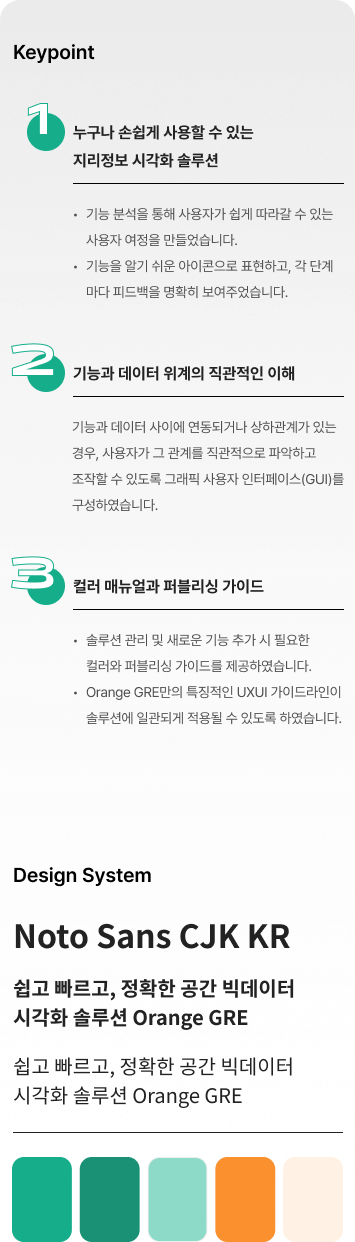 Keypoint
1
누구나 손쉽게 사용할 수 있는
지리정보 시각화 솔루션
• 기능 분석을 통해 사용자가 쉽게 따라갈 수 있는
사용자 여정을 만들었습니다.
• 기능을 알기 쉬운 아이콘으로 표현하고, 각 단계
마다 피드백을 명확히 보여주었습니다.
2
기능과 데이터 위계의 직관적인 이해
기능과 데이터 사이에 연동되거나 상하관계가 있는
경우, 사용자가 그 관계를 직관적으로 파악하고
조작할 수 있도록 그래픽 사용자 인터페이스(GUI)를
구성하였습니다.
3
컬러 매뉴얼과 퍼블리싱 가이드
• 솔루션 관리 및 새로운 기능 추가 시 필요한
컬러와 퍼블리싱 가이드를 제공하였습니다.
• Orange GRE만의 특징적인 UXUI 가이드라인이
솔루션에 일관되게 적용될 수 있도록 하였습니다.
Design System
Noto Sans CJK KR
쉽고 빠르고, 정확한 공간 빅데이터
시각화 솔루션 Orange GRE
쉽고 빠르고, 정확한 공간 빅데이터
시각화 솔루션 Orange GRE